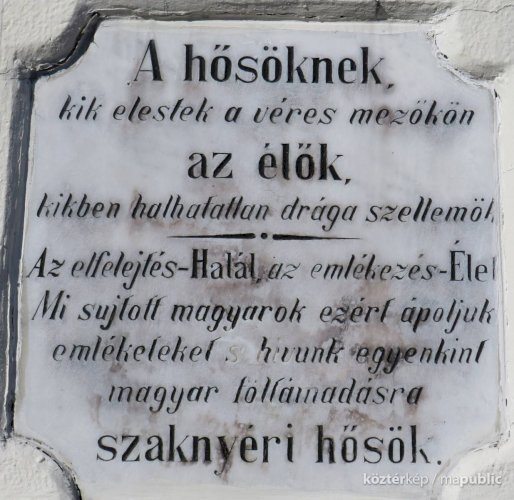 A hősöknek,
kik elestek a véres mezőkön
az élők,
kikben halhatatlan drága szellemök
Az elfelejtés-Halál, az emlékezés-Élet
Mi sujtott magyarok ezért ápoljuk
emléketeket s hívunk egyenkint
magyar föltámadásra
szaknyéri hősök.
köztérkép / mapublic